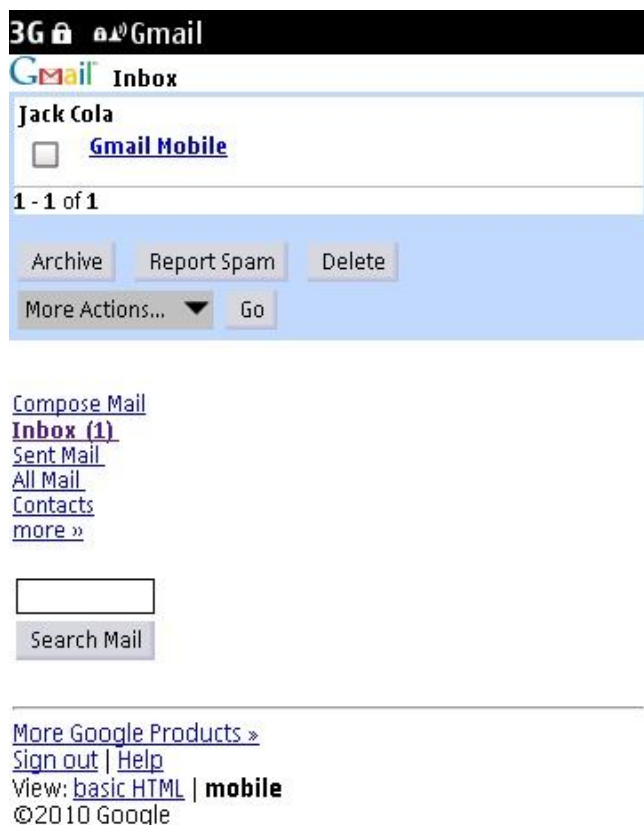 3G Gmail
Gmail Inbox
Jack Cola
Gmail Mobile
1 - 1 of 1
Archive Report Spam Delete
More Actions... Go
Compose Mail
Inbox (1)
Sent Mail
All Mail
Contacts
more »
Search Mail
More Google Products »
Sign out | Help
View: basic HTML | mobile
©2010 Google